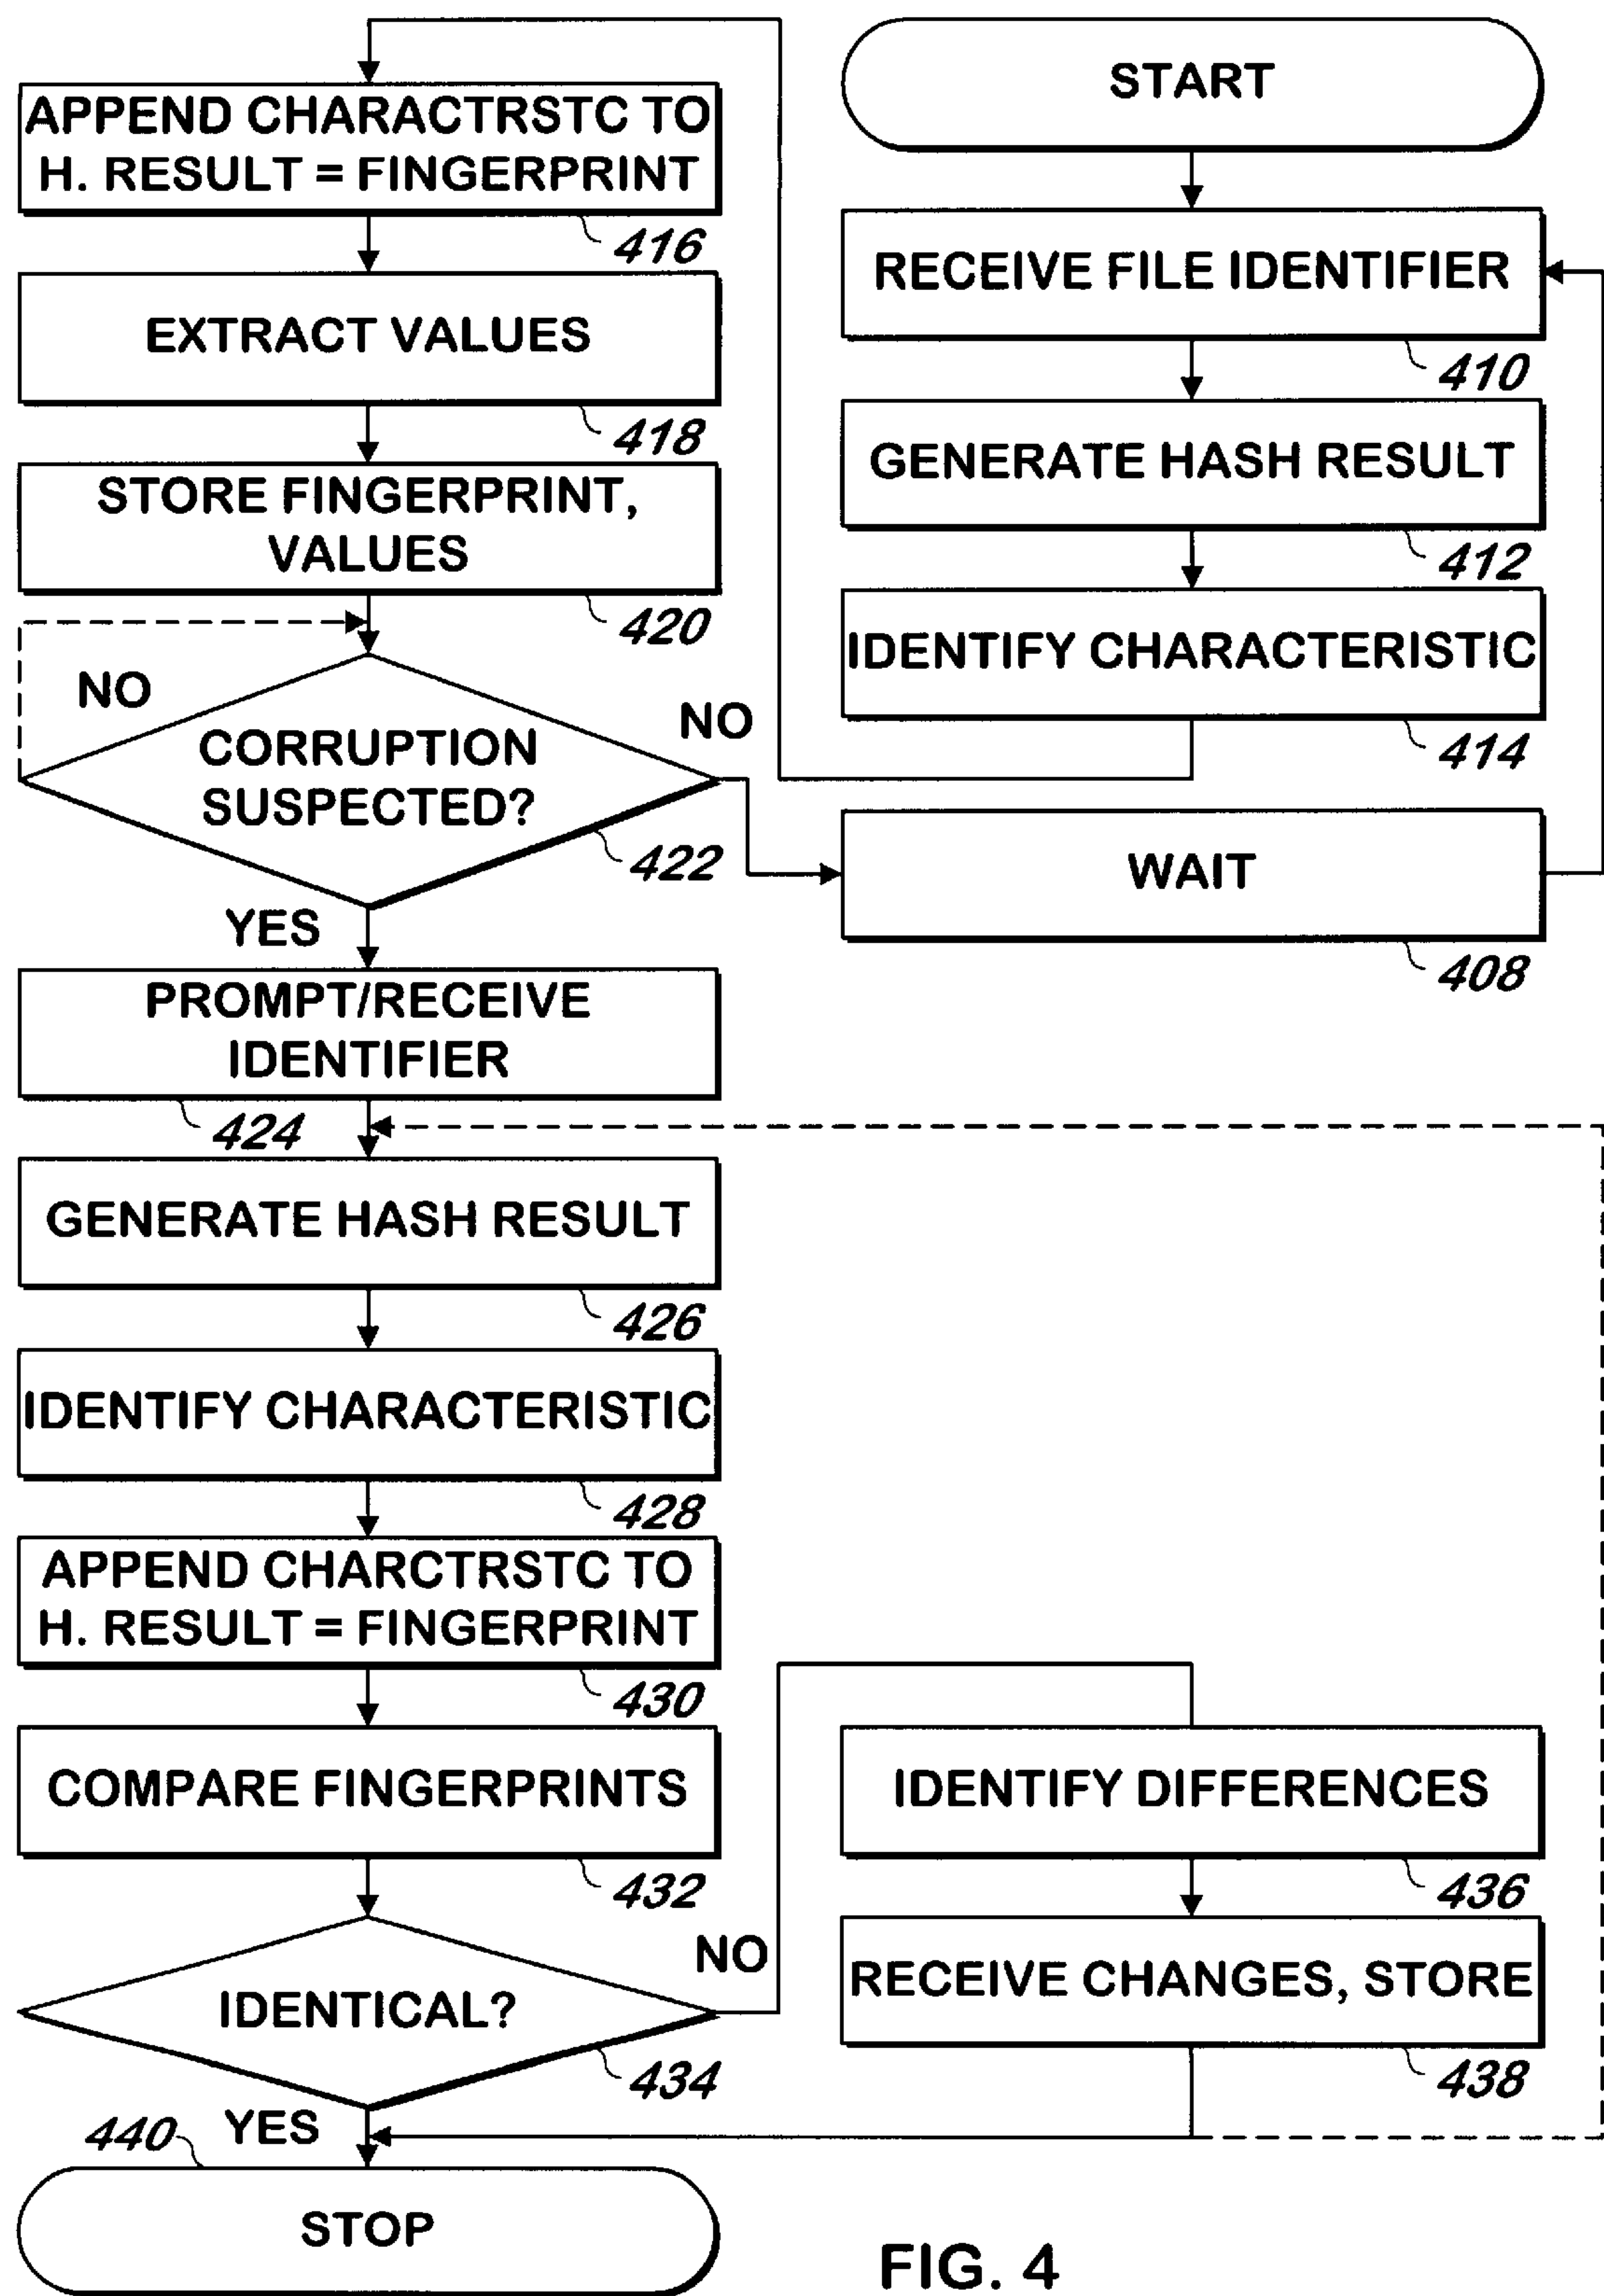 START
RECEIVE FILE IDENTIFIER
410
GENERATE HASH RESULT
412
IDENTIFY CHARACTERISTIC
414
APPEND CHARACTRSTC TO
H. RESULT = FINGERPRINT
416
EXTRACT VALUES
418
STORE FINGERPRINT,
VALUES
420
NO
CORRUPTION
SUSPECTED?
NO
422
WAIT
408
YES
PROMPT/RECEIVE
IDENTIFIER
424
GENERATE HASH RESULT
426
IDENTIFY CHARACTERISTIC
428
APPEND CHARCTRSTC TO
H. RESULT = FINGERPRINT
430
COMPARE FINGERPRINTS
432
IDENTICAL?
NO
434
IDENTIFY DIFFERENCES
436
RECEIVE CHANGES, STORE
438
YES
440
STOP
FIG. 4